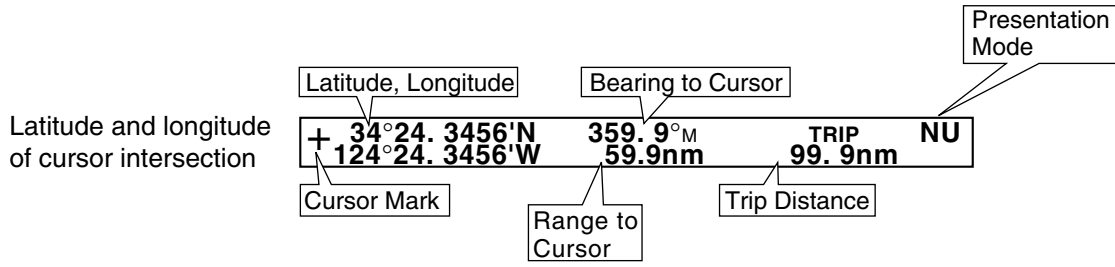 Presentation
Mode
Latitude, Longitude
Bearing to Cursor
Latitude and longitude
of cursor intersection
+ 34°24. 3456'N 359. 9°M TRIP NU
124°24. 3456'W 59.9nm 99. 9nm
Cursor Mark
Range to
Cursor
Trip Distance